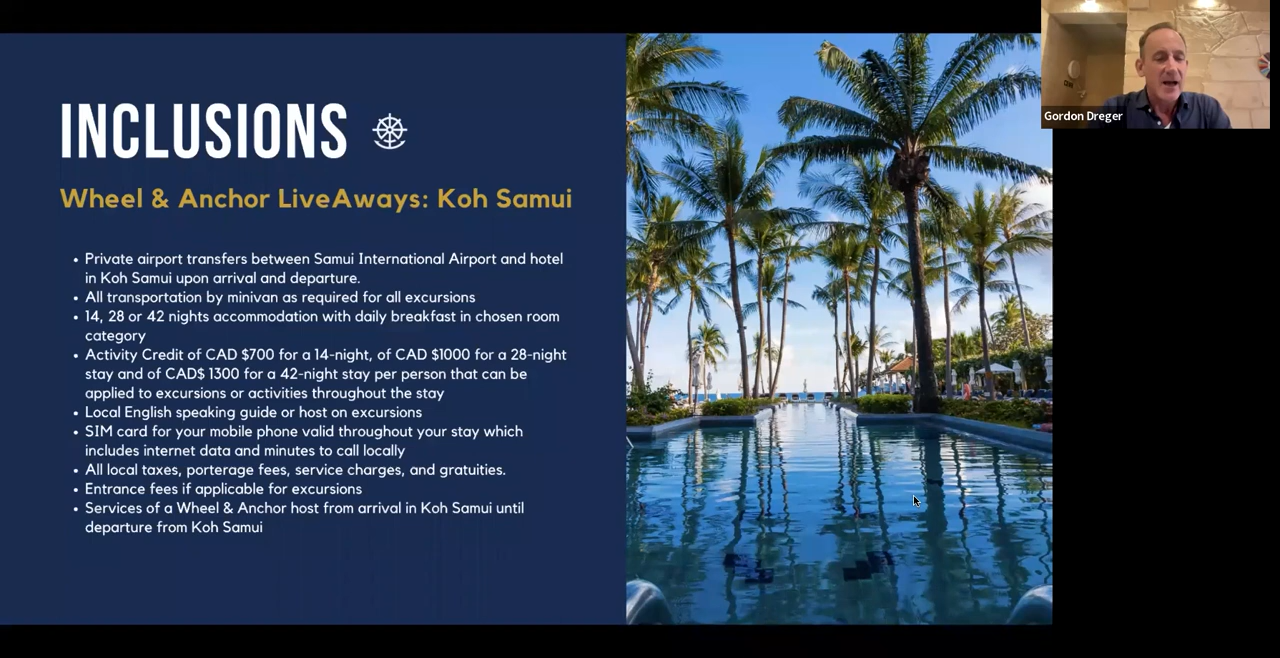 INCLUSIONS
Wheel & Anchor LiveAways: Koh Samui
• Private airport transfers between Samui International Airport and hotel
in Koh Samui upon arrival and departure.
• All transportation by minivan as required for all excursions
• 14, 28 or 42 nights accommodation with daily breakfast in chosen room
category
• Activity Credit of CAD $700 for a 14-night, of CAD $1000 for a 28-night
stay and of CAD$ 1300 for a 42-night stay per person that can be
applied to excursions or activities throughout the stay
• Local English speaking guide or host on excursions
• SIM card for your mobile phone valid throughout your stay which
includes internet data and minutes to call locally
• All local taxes, porterage fees, service charges, and gratuities.
• Entrance fees if applicable for excursions
• Services of a Wheel & Anchor host from arrival in Koh Samui until
departure from Koh Samui
Gordon Dreger